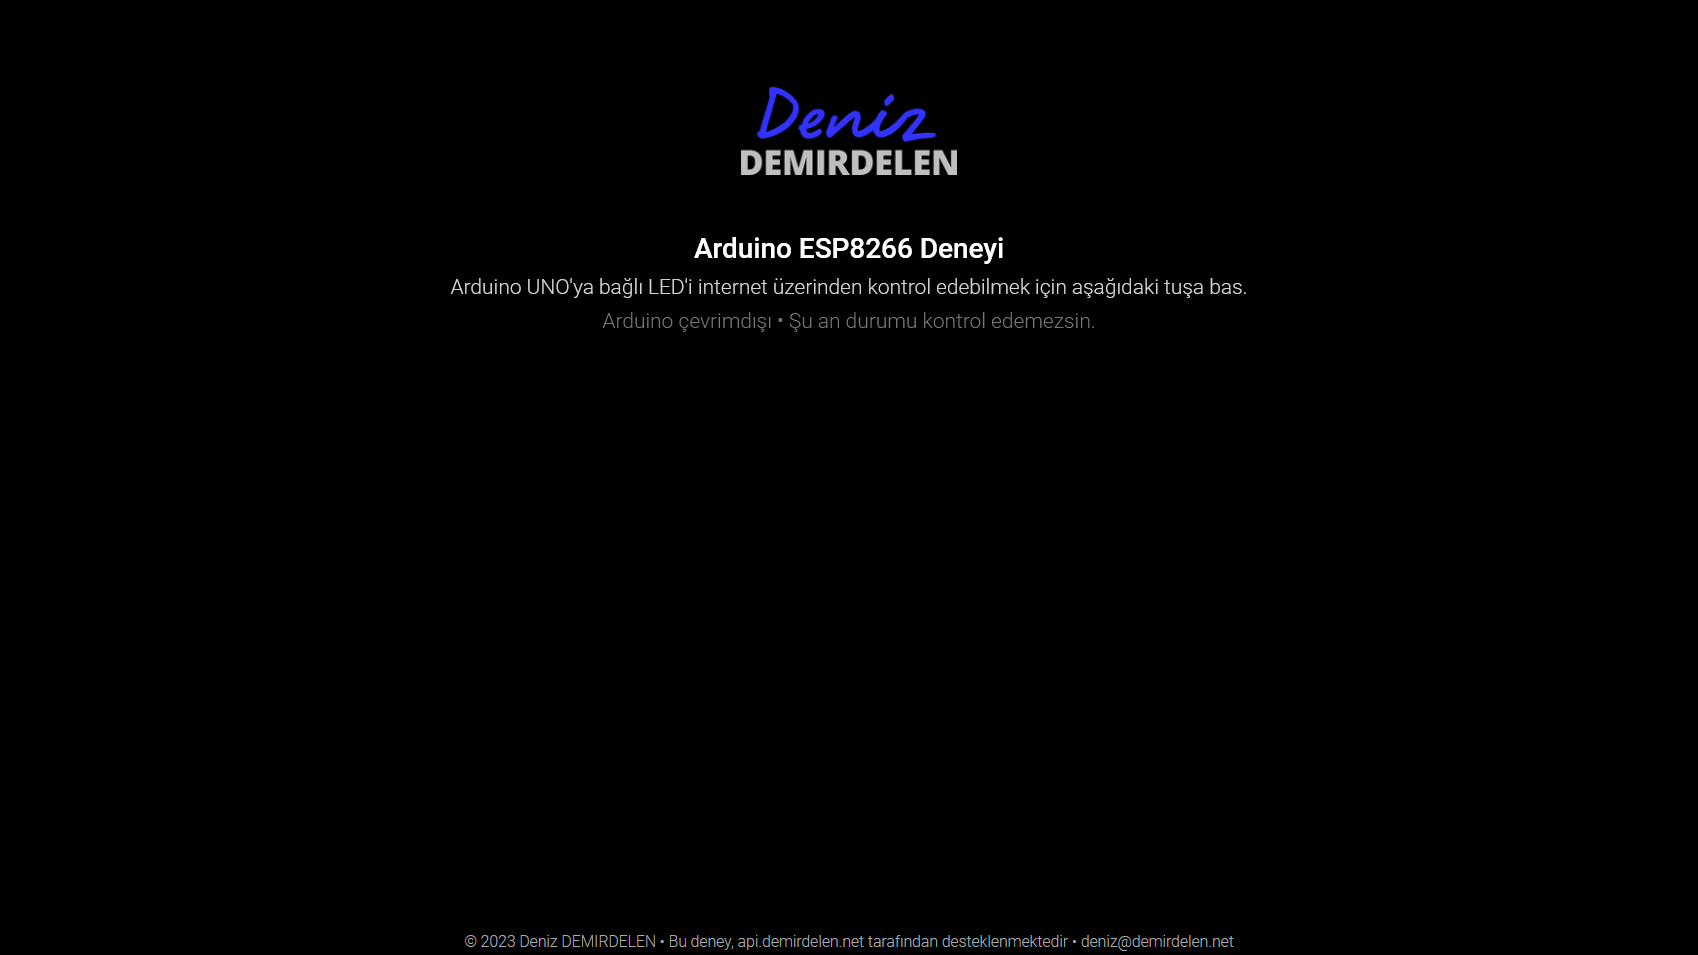 Deniz
DEMIRDELEN
Arduino ESP8266 Deneyi
Arduino UNO'ya bağlı LED'i internet üzerinden kontrol edebilmek için aşağıdaki tuşa bas.
Arduino çevrimdışı • Şu an durumu kontrol edemezsin.
© 2023 Deniz DEMIRDELEN • Bu deney, api.demirdelen.net tarafından desteklenmektedir • deniz@demirdelen.net